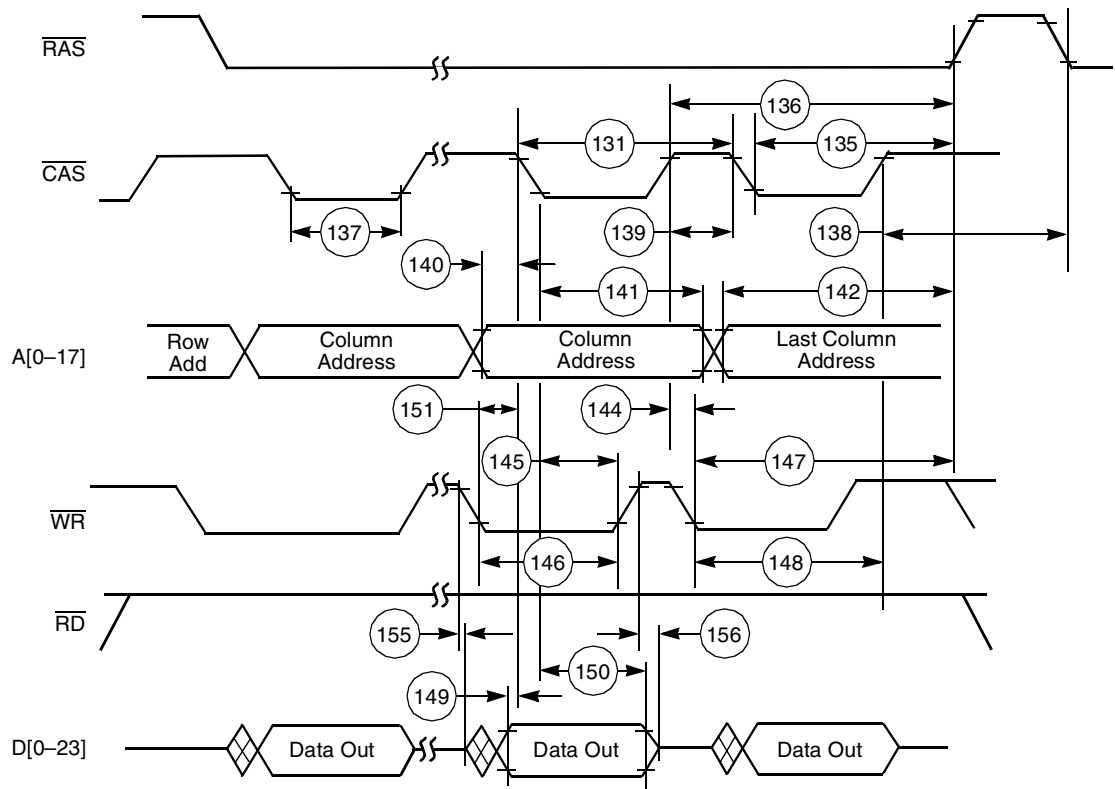 RAS
136
131
135
CAS
137
139
138
140
141
142
A[0–17]
Row
Add
Column
Address
Column
Address
Last Column
Address
151
144
145
147
WR
146
148
RD
155
156
150
149
D[0–23]
Data Out
Data Out
Data Out